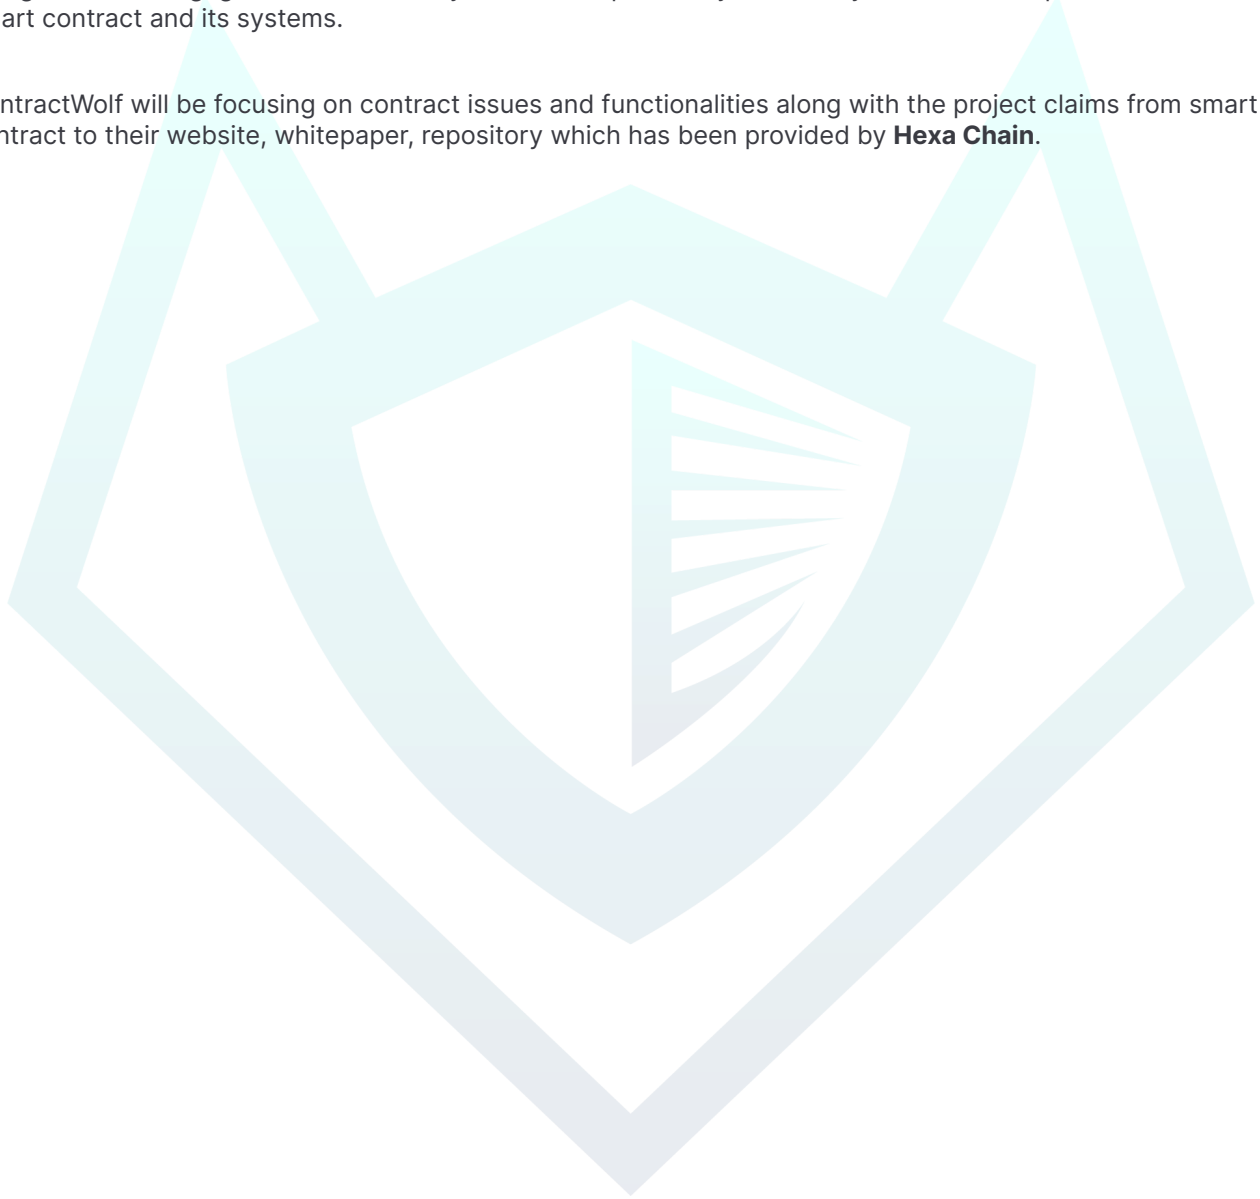 art contract and its systems.
ntractWolf will be focusing on contract issues and functionalities along with the project claims from smart
ntract to their website, whitepaper, repository which has been provided by Hexa Chain.